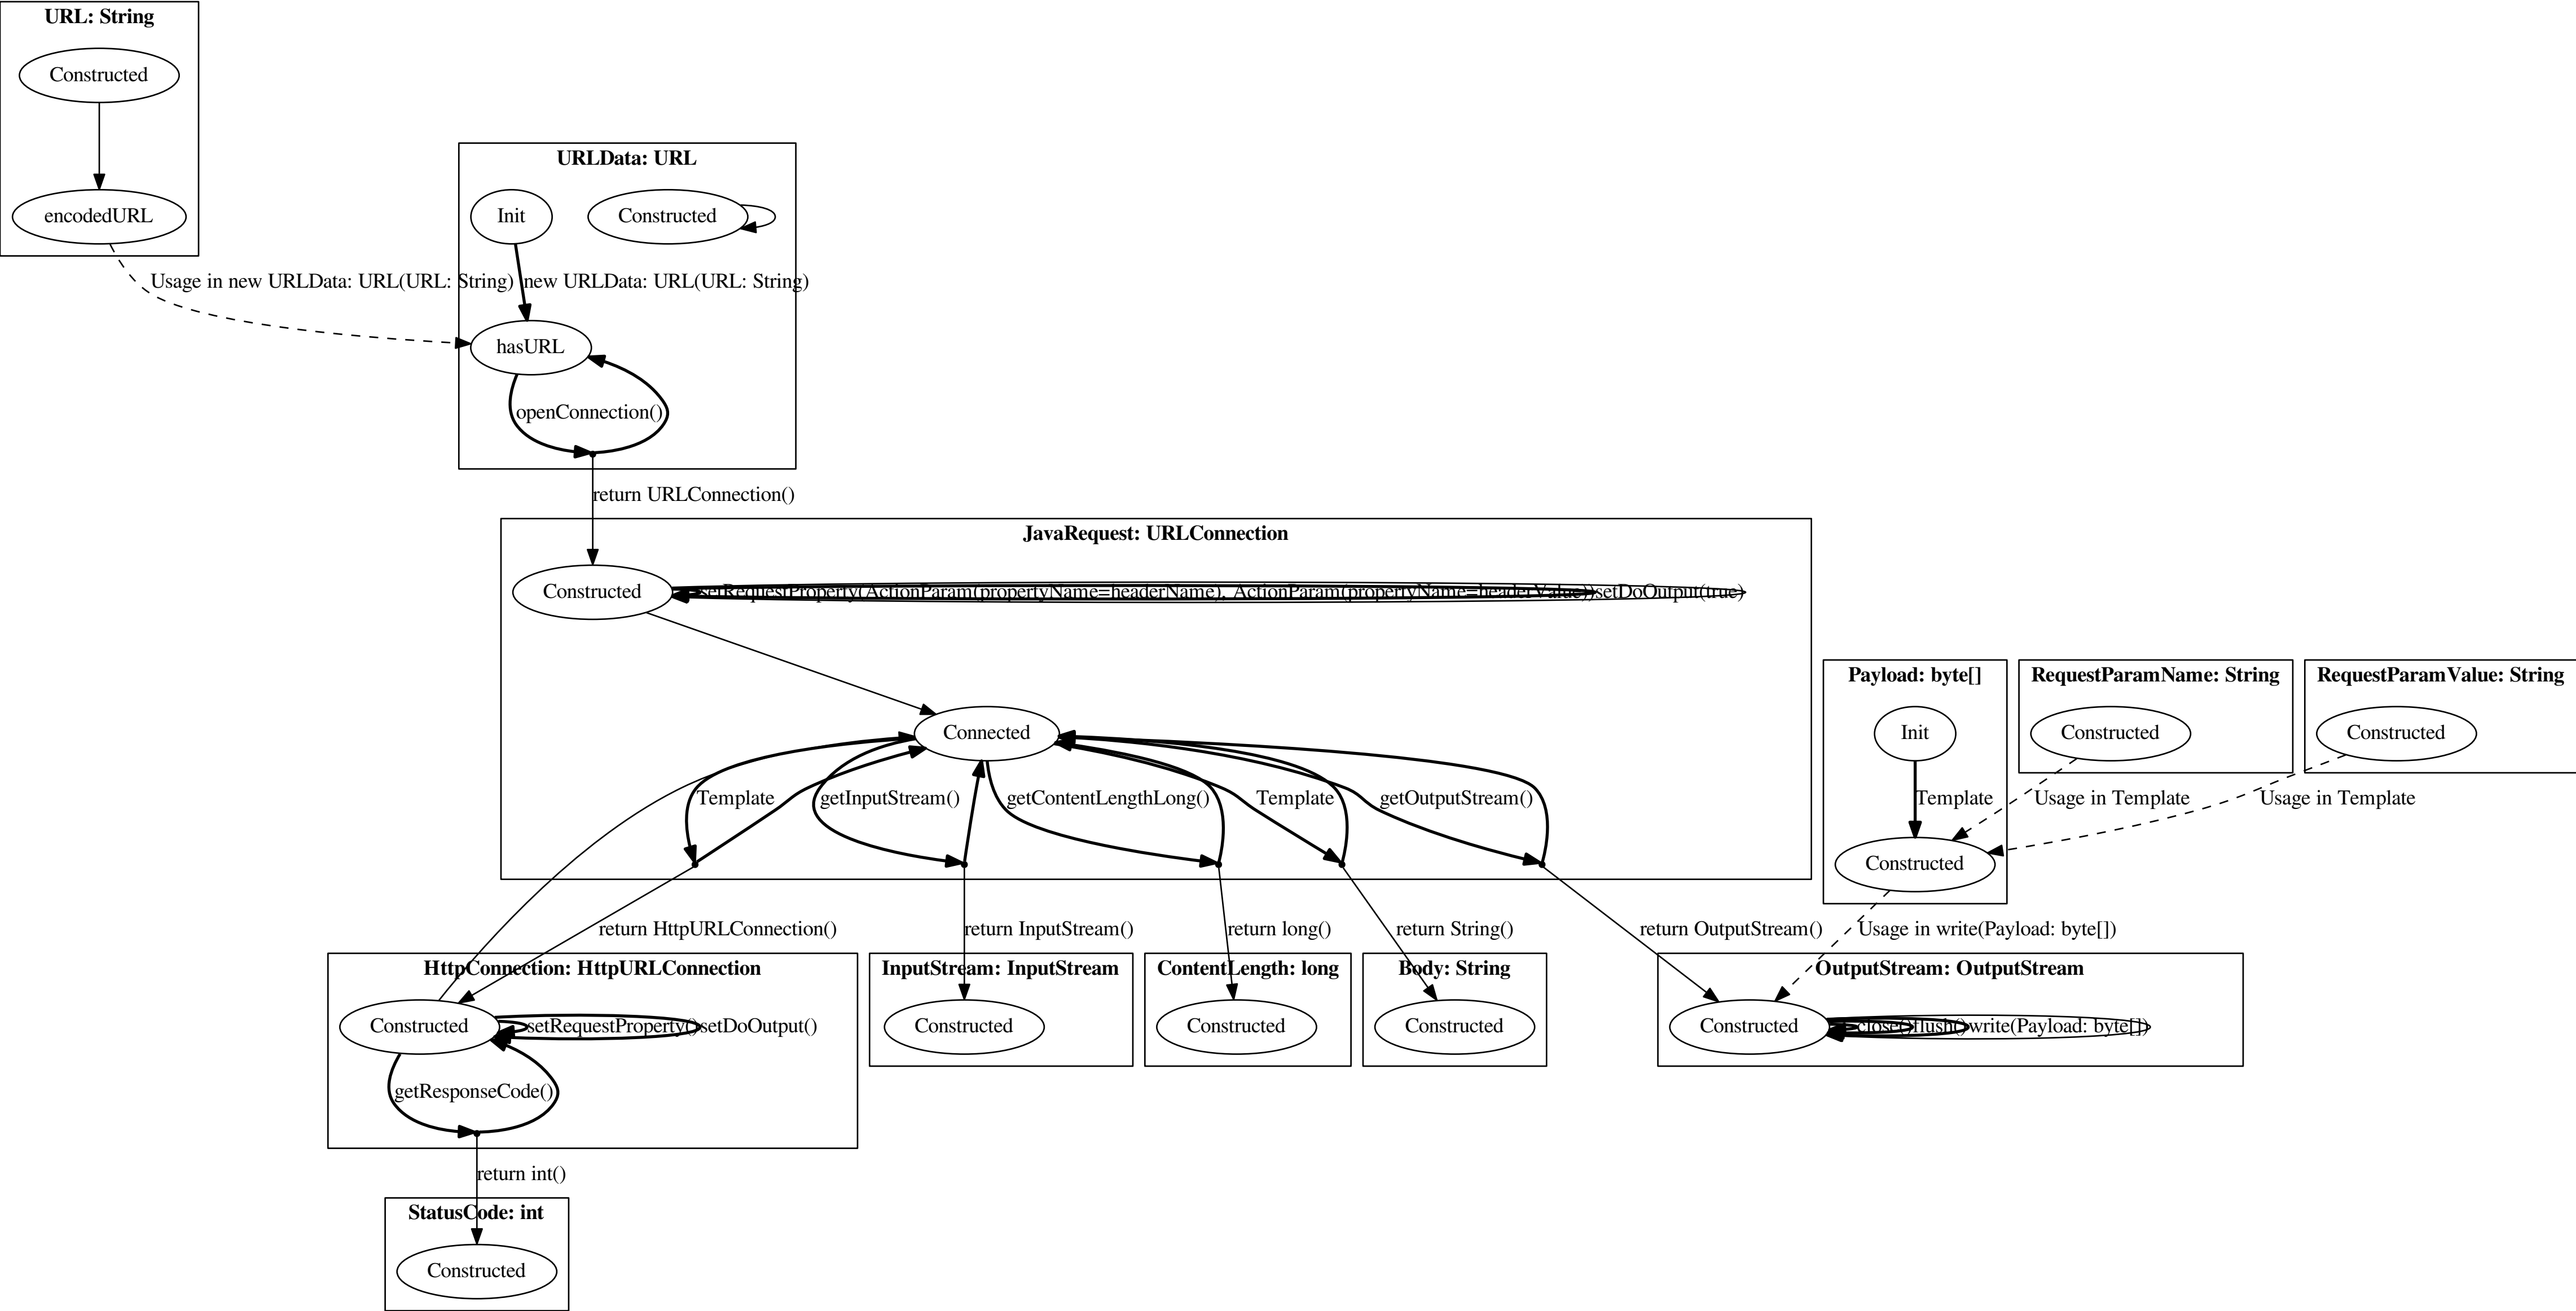 URL: String
Constructed
encodedURL
Usage in new URLData: URL(URL: String)
URLData: URL
Init
Constructed
new URLData: URL(URL: String)
hasURL
openConnection()
return URLConnection()
JavaRequest: URLConnection
Constructed
setRequestProperty(ActionParam(propertyName=headerName), ActionParam(propertyName=headerValue))
setDoOutput(true)
Connected
Template
getInputStream()
getContentLengthLong()
Template
getOutputStream()
Payload: byte[]
Init
Template
Constructed
RequestParamName: String
Constructed
Usage in Template
RequestParamValue: String
Constructed
Usage in Template
return HttpURLConnection()
return InputStream()
return long()
return String()
return OutputStream()
Usage in write(Payload: byte[])
HttpConnection: HttpURLConnection
Constructed
setRequestProperty()
setDoOutput()
getResponseCode()
InputStream: InputStream
Constructed
ContentLength: long
Constructed
Body: String
Constructed
OutputStream: OutputStream
Constructed
close()
flush()
write(Payload: byte[])
return int()
StatusCode: int
Constructed